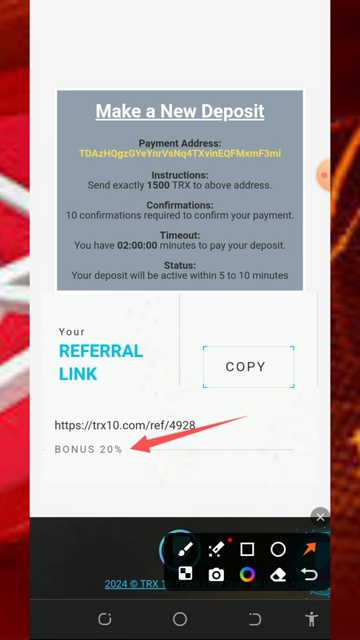 Make a New Deposit
Payment Address:
TDAzHQgzGYeYnrVsNq4TXvinEQFMxmF3mi
Instructions:
Send exactly 1500 TRX to above address.
Confirmations:
10 confirmations required to confirm your payment.
Timeout:
You have 02:00:00 minutes to pay your deposit.
Status:
Your deposit will be active within 5 to 10 minutes
Your
REFERRAL
LINK
COPY
https://trx10.com/ref/4928
BONUS 20%
2024 © TRX 1